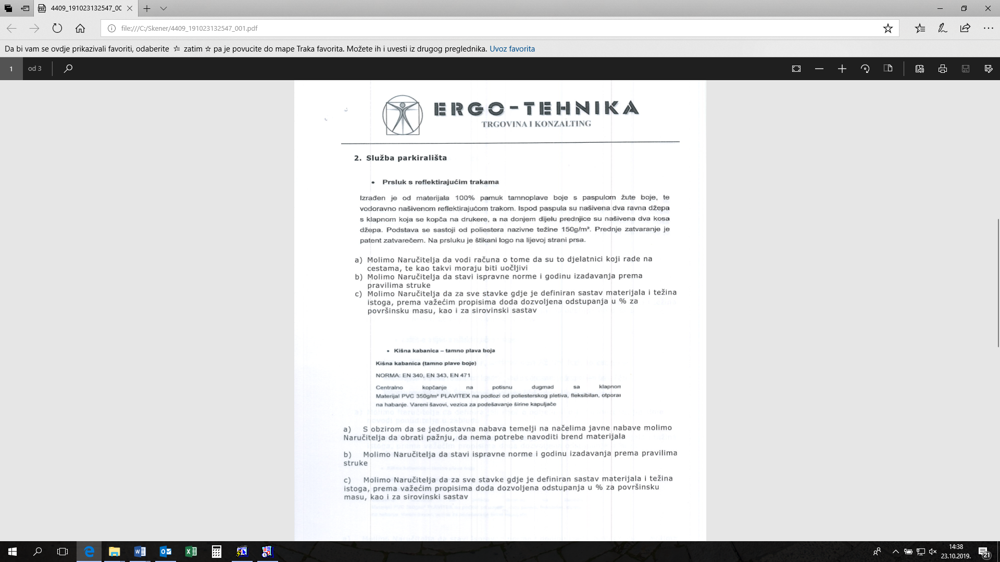 4409_191023132547_00
file:///C:/Skener/4409_191023132547_001.pdf
Da bi vam se ovdje prikazivali favoriti, odaberite zatim pa je povucite do mape Traka favorita. Možete ih i uvesti iz drugog preglednika. Uvoz favorita
1 od 3
ERGO-TEHNIKA
TRGOVINA I KONZALTING
2. Služba parkirališta
• Prsluk s reflektirajućim trakama
Izrađen je od materijala 100% pamuk tamnoplave boje s paspulom žute boje, te
vodoravno našivenom reflektirajućom trakom. Ispod paspula su našivena dva ravna džepa
s klapnom koja se kopča na drukere, a na donjem dijelu prednjice su našivena dva kosa
džepa. Podstava se sastoji od poliestera nazivne težine 150g/m². Prednje zatvaranje je
patent zatvarečem. Na prsluku je štikani logo na lijevoj strani prsa.
a) Molimo Naručitelja da vodi računa o tome da su to djelatnici koji rade na
cestama, te kao takvi moraju biti uočljivi
b) Molimo Naručitelja da stavi ispravne norme i godinu izadavanja prema
pravilima struke
c) Molimo Naručitelja da za sve stavke gdje je definiran sastav materijala i težina
istoga, prema važećim propisima doda dozvoljena odstupanja u % za
površinsku masu, kao i za sirovinski sastav
• Kišna kabanica – tamno plava boja
Kišna kabanica (tamno plave boje)
NORMA: EN 340, EN 343, EN 471
Centralno kopčanje na potisnu dugmad sa klapnom
Materijal PVC 350g/m² PLAVITEX na podlozi od poliesterskog pletiva, fleksibilan, otporan
na habanje. Vareni šavovi, vezica za podešavanje širine kapuljače
a) S obzirom da se jednostavna nabava temelji na načelima javne nabave molimo
Naručitelja da obrati pažnju, da nema potrebe navoditi brend materijala
b) Molimo Naručitelja da stavi ispravne norme i godinu izadavanja prema pravilima
struke
c) Molimo Naručitelja da za sve stavke gdje je definiran sastav materijala i težina
istoga, prema važećim propisima doda dozvoljena odstupanja u % za površinsku
masu, kao i za sirovinski sastav
14:38
23.10.2019.
21